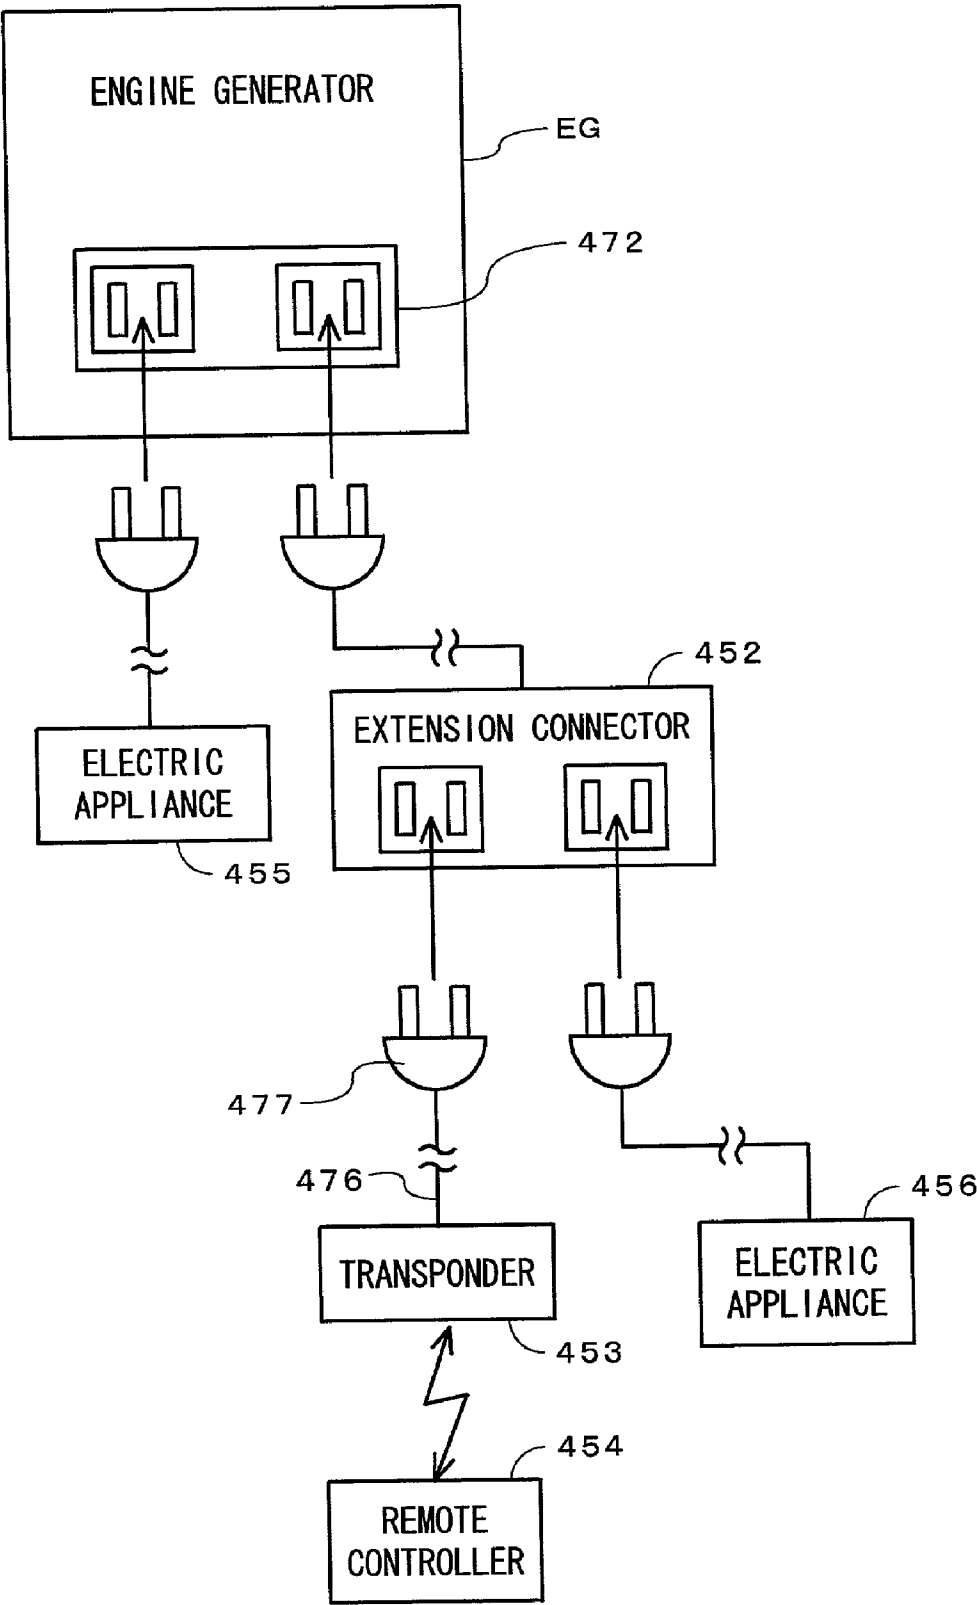 ENGINE GENERATOR
EG
472
452
EXTENSION CONNECTOR
ELECTRIC
APPLIANCE
455
477
476
456
TRANSPONDER
ELECTRIC
APPLIANCE
453
454
REMOTE
CONTROLLER